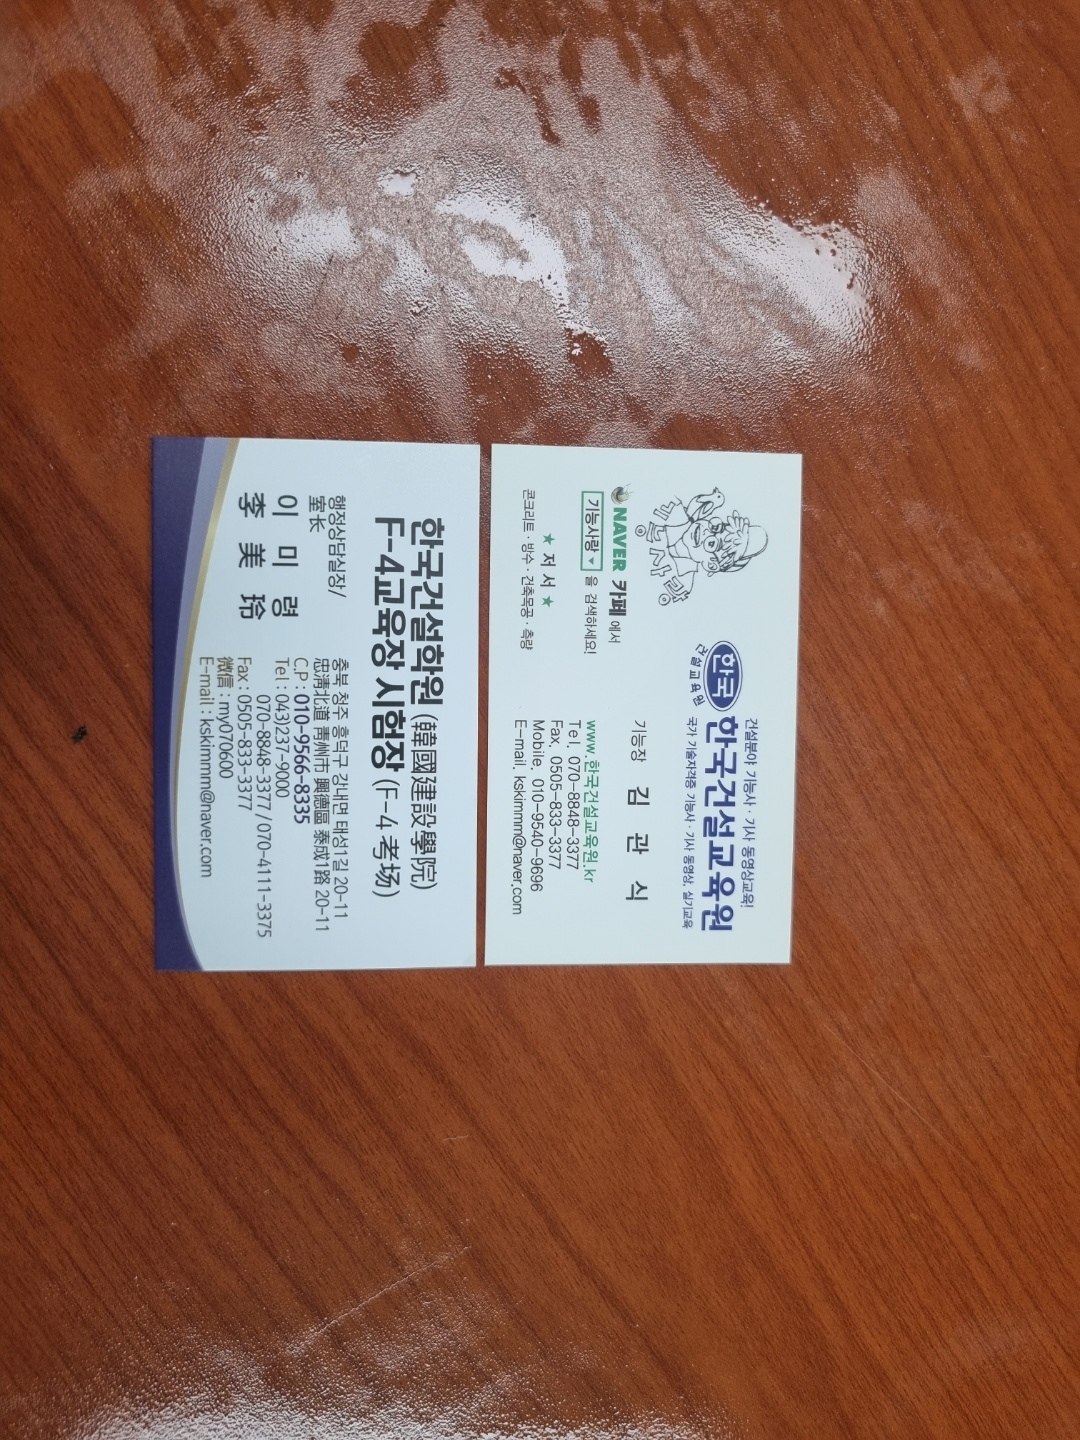 건설분야 기능사 · 기사 동영상교육!
한국 한국건설교육원
건설교육원
국가 기술자격증 기능사 · 기사 동영상, 실기교육
기능사랑
NAVER 카페에서
기능사랑 을 검색하세요!
★ 저 서 ★
콘크리트 · 방수 · 건축목공 · 측량
기능장 김 관 식
www.한국건설교육원.kr
Tel. 070-8848-3377
Fax. 0505-833-3377
Mobile. 010-9540-9696
E-mail. kskimmm@naver.com
한국건설학원 (韓國建設學院)
F-4교육장 시험장 (F-4 考场)
행정상담실장/
室长
이 미 령
李 美 玲
충북 청주 흥덕구 강내면 태성1길 20-11
忠清北道 靑州市 興德區 泰成1路 20-11
C.P : 010-9566-8335
Tel : 043)237-9000
070-8848-3377 / 070-4111-3375
Fax : 0505-833-3377
微信 : my070600
E-mail : kskimmm@naver.com